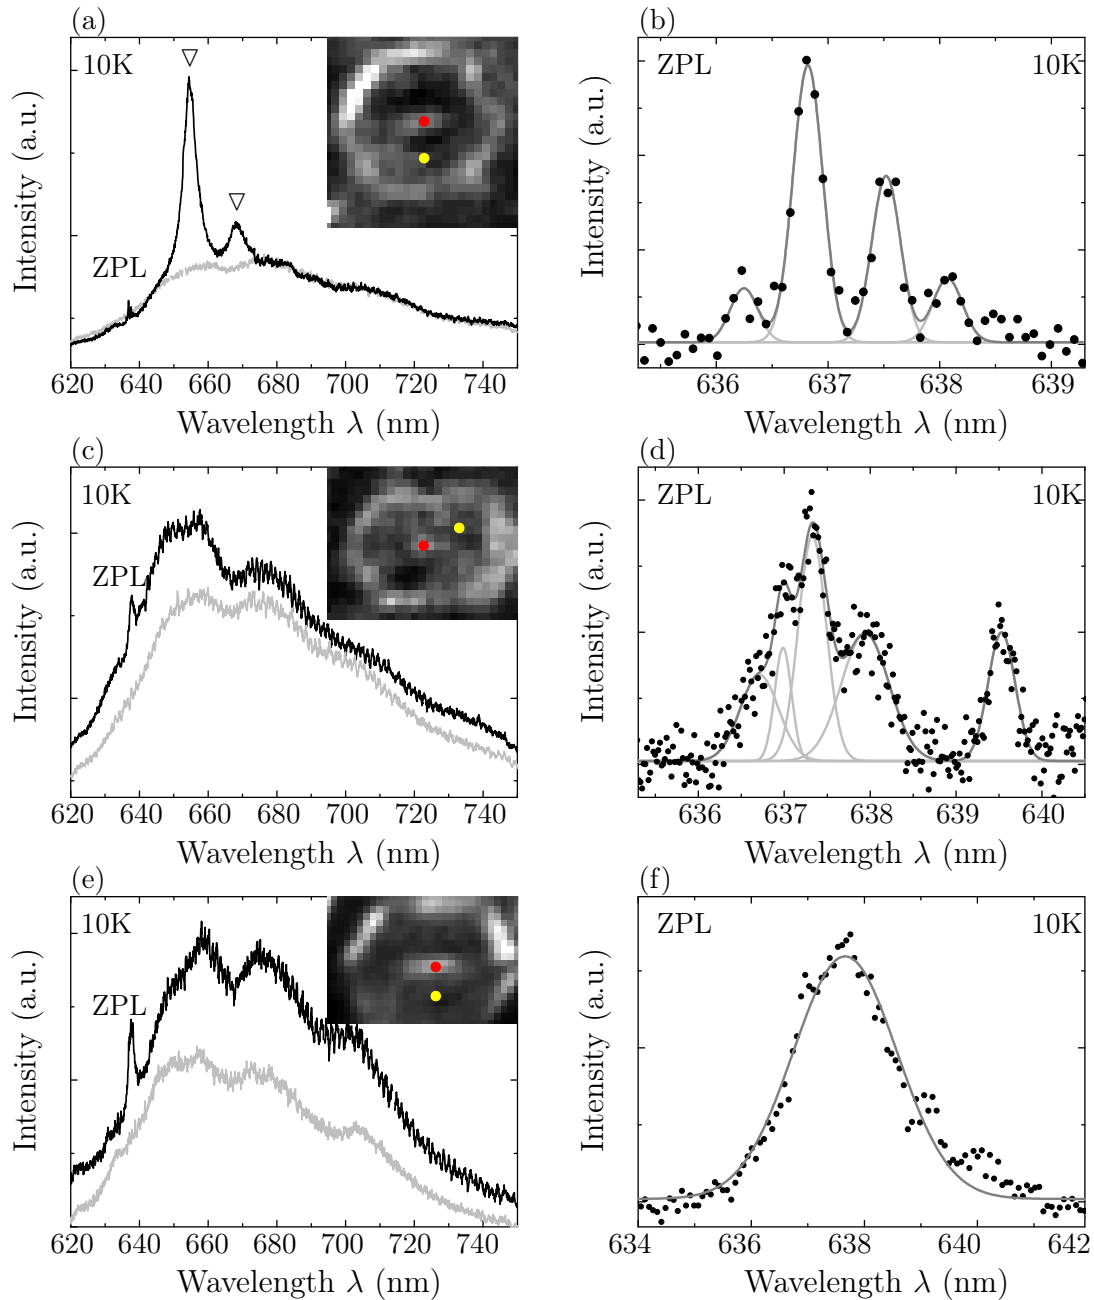 (a)
10K
▽
▽
ZPL
Intensity (a.u.)
620 640 660 680 700 720 740
Wavelength λ (nm)
(b)
ZPL 10K
Intensity (a.u.)
636 637 638 639
Wavelength λ (nm)
(c)
10K
ZPL
Intensity (a.u.)
620 640 660 680 700 720 740
Wavelength λ (nm)
(d)
ZPL 10K
Intensity (a.u.)
636 637 638 639 640
Wavelength λ (nm)
(e)
10K
ZPL
Intensity (a.u.)
620 640 660 680 700 720 740
Wavelength λ (nm)
(f)
ZPL 10K
Intensity (a.u.)
634 636 638 640 642
Wavelength λ (nm)